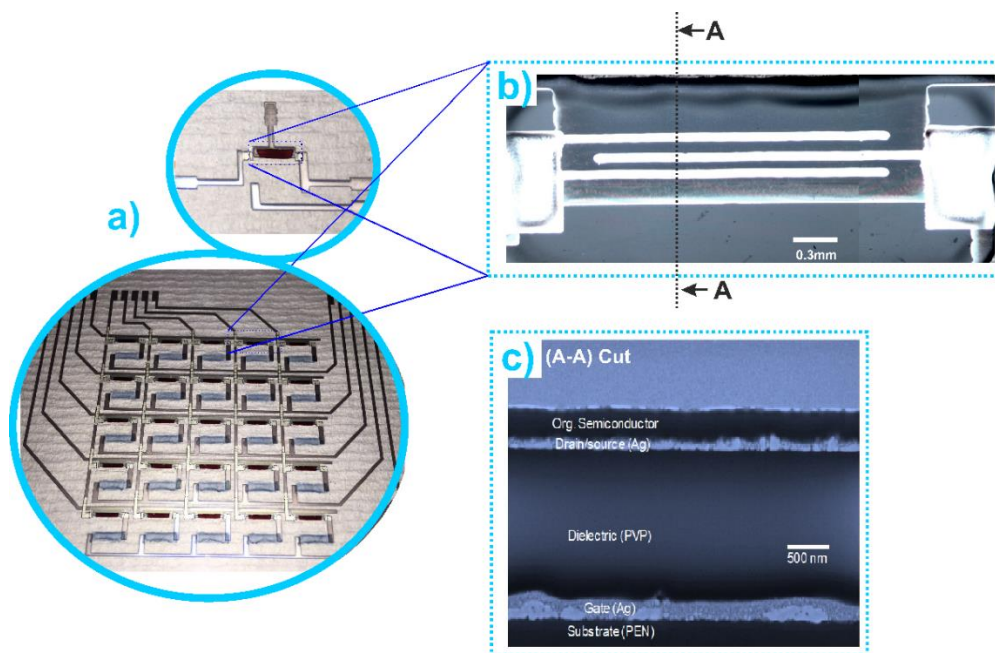 a)
b)
A
0.3mm
A
c)
(A-A) Cut
Org. Semiconductor
Drain/source (Ag)
Dielectric (PVP)
500 nm
Gate (Ag)
Substrate (PEN)